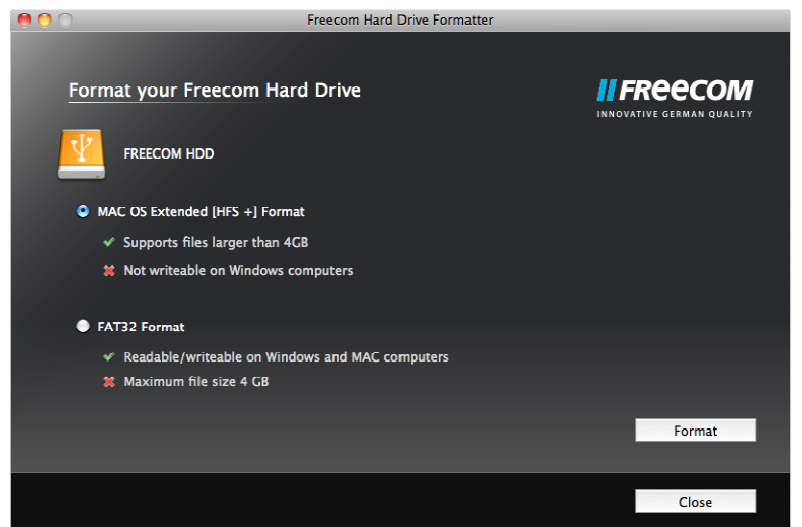 Freecom Hard Drive Formatter
Format your Freecom Hard Drive
FREECOM
INNOVATIVE GERMAN QUALITY
FREECOM HDD
MAC OS Extended [HFS +] Format
Supports files larger than 4GB
Not writeable on Windows computers
FAT32 Format
Readable/writeable on Windows and MAC computers
Maximum file size 4 GB
Format
Close